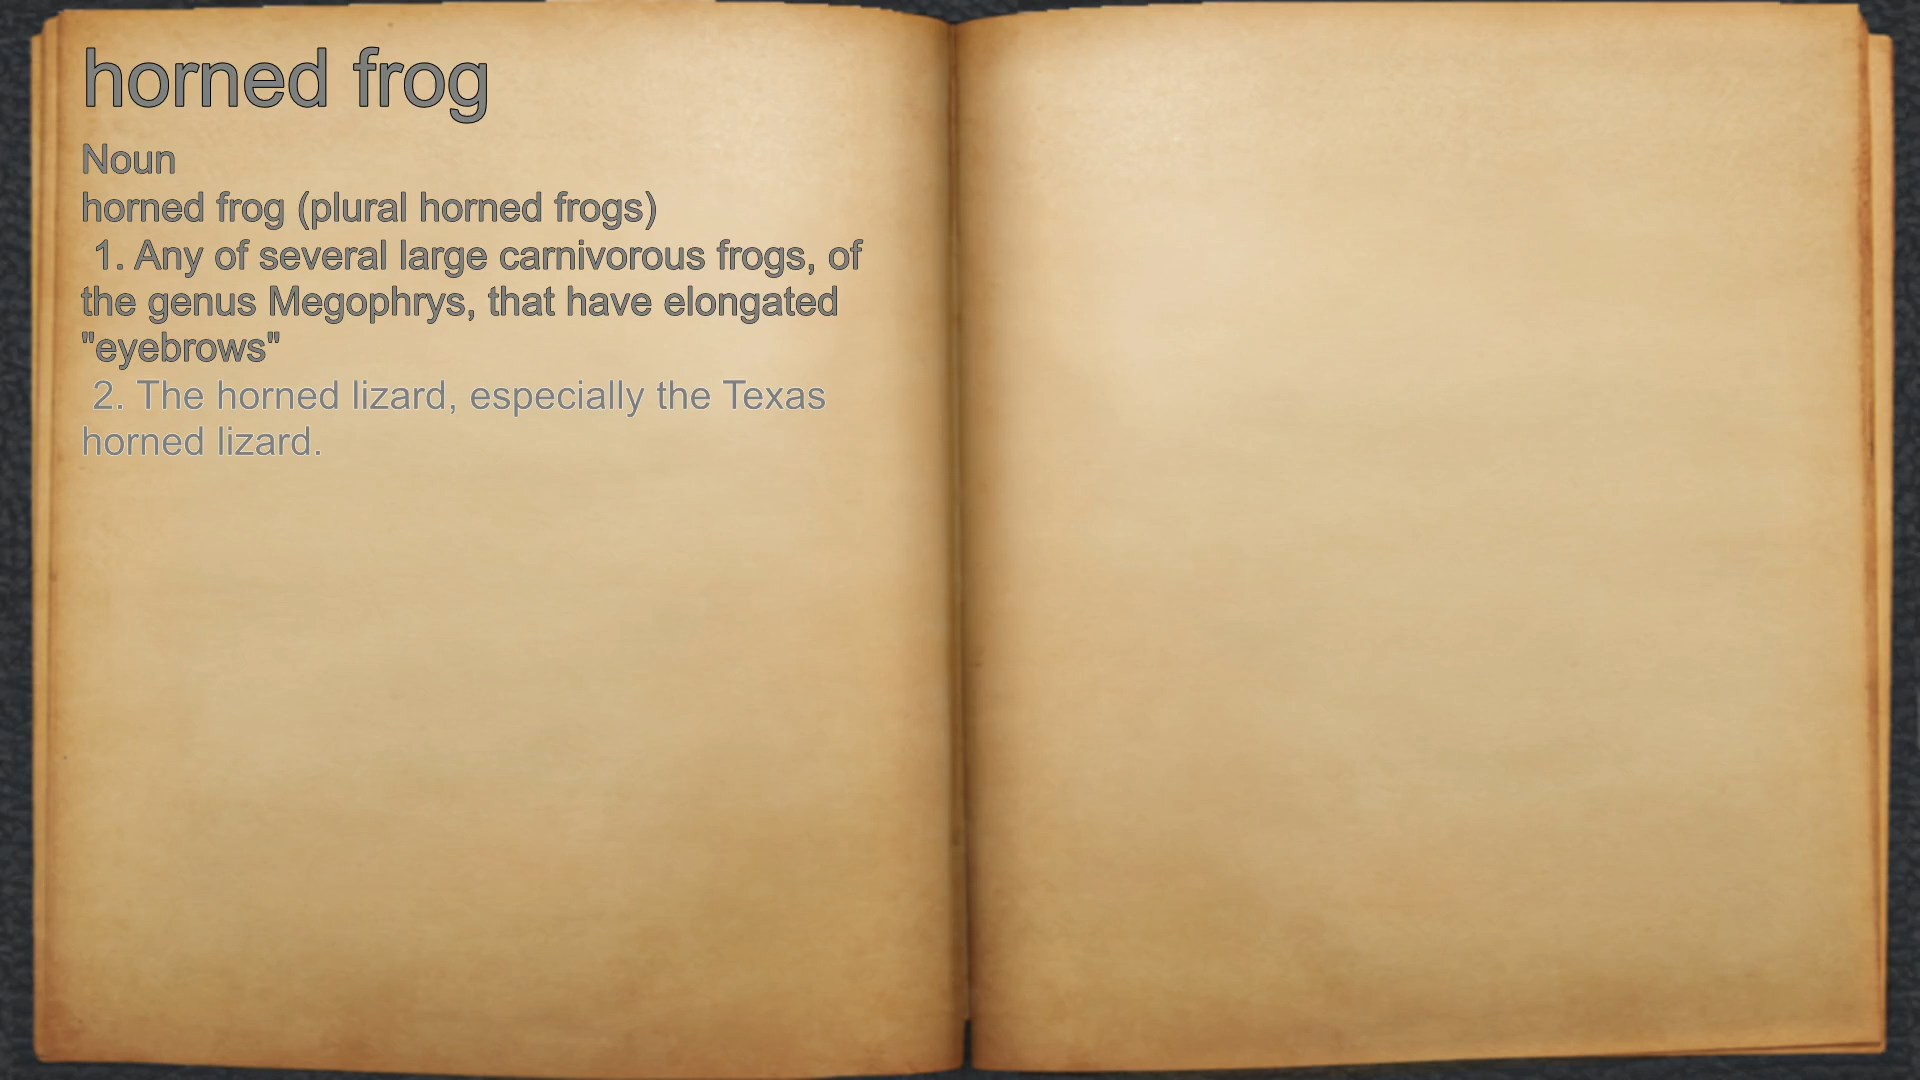 horned frog
Noun
horned frog (plural horned frogs)
1. Any of several large carnivorous frogs, of
the genus Megophrys, that have elongated
"eyebrows"
2. The horned lizard, especially the Texas
horned lizard.